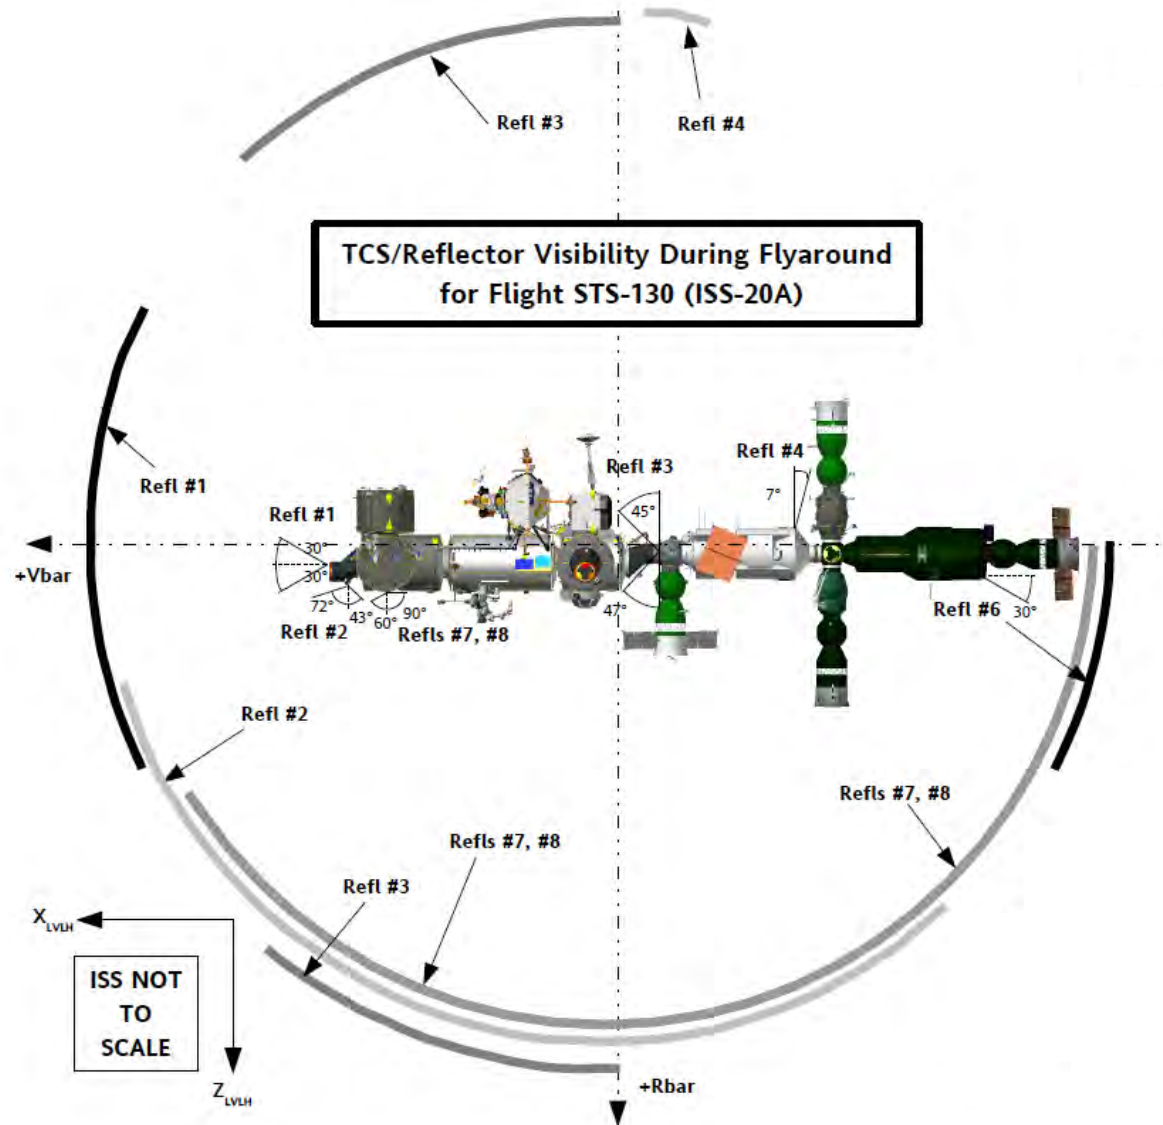 Refl #3
Refl #4
TCS/Reflector Visibility During Flyaround
for Flight STS-130 (ISS-20A)
Refl #1
Refl #3
Refl #4
45°
7°
Refl #1
30°
30°
+Vbar
72°
43°
60°
90°
47°
Refl #2
Refls #7, #8
Refl #6
30°
Refl #2
Refls #7, #8
Refls #7, #8
Refl #3
XLVLH
ISS NOT
TO
SCALE
ZLVLH
+Rbar